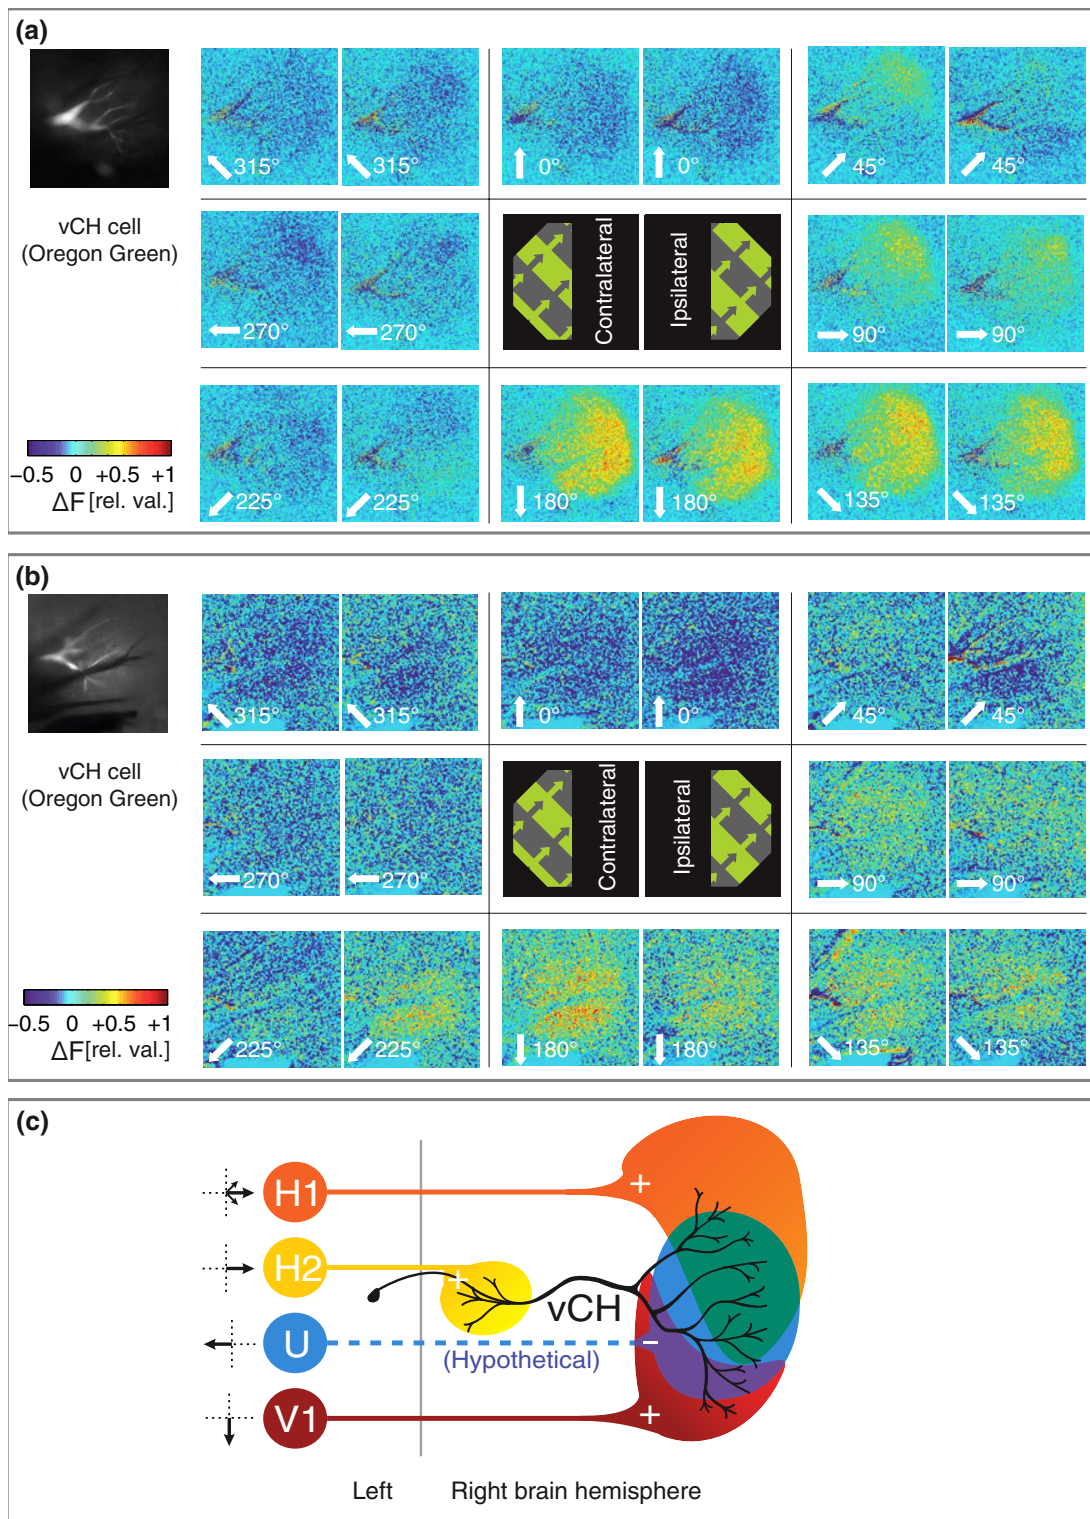 (a)
315° 315° 0° 0° 45° 45°
vCH cell
(Oregon Green)
270° 270° Contralateral Ipsilateral 90° 90°
−0.5 0 +0.5 +1
ΔF [rel. val.]
225° 225° 180° 180° 135° 135°
(b)
315° 315° 0° 0° 45° 45°
vCH cell
(Oregon Green)
270° 270° Contralateral Ipsilateral 90° 90°
−0.5 0 +0.5 +1
ΔF [rel. val.]
225° 225° 180° 180° 135° 135°
(c)
H1 +
H2 +
vCH
U −
(Hypothetical)
V1 +
Left Right brain hemisphere